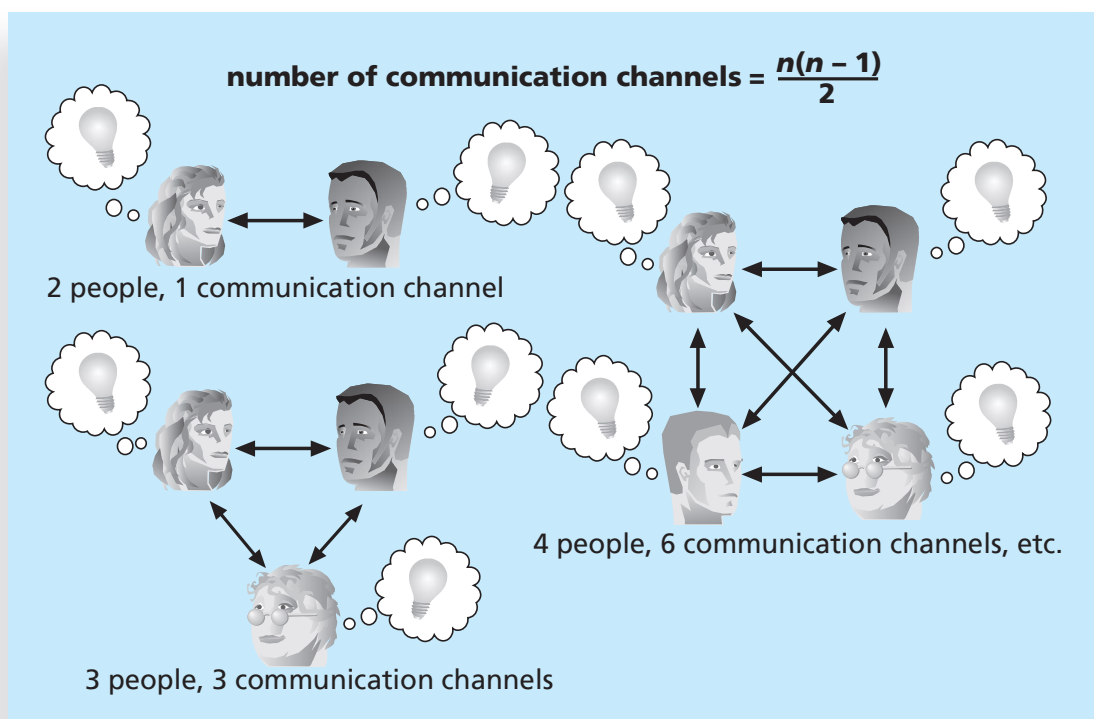 number of communication channels = n(n – 1)/2
2 people, 1 communication channel
3 people, 3 communication channels
4 people, 6 communication channels, etc.